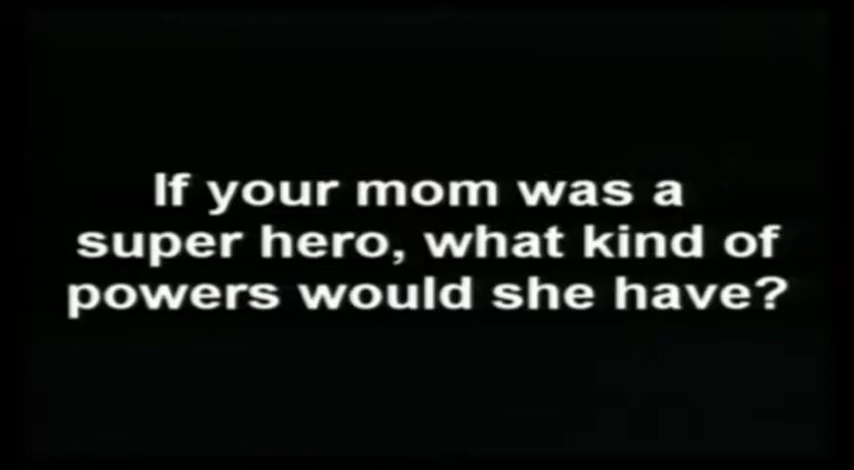 If your mom was a
super hero, what kind of
powers would she have?